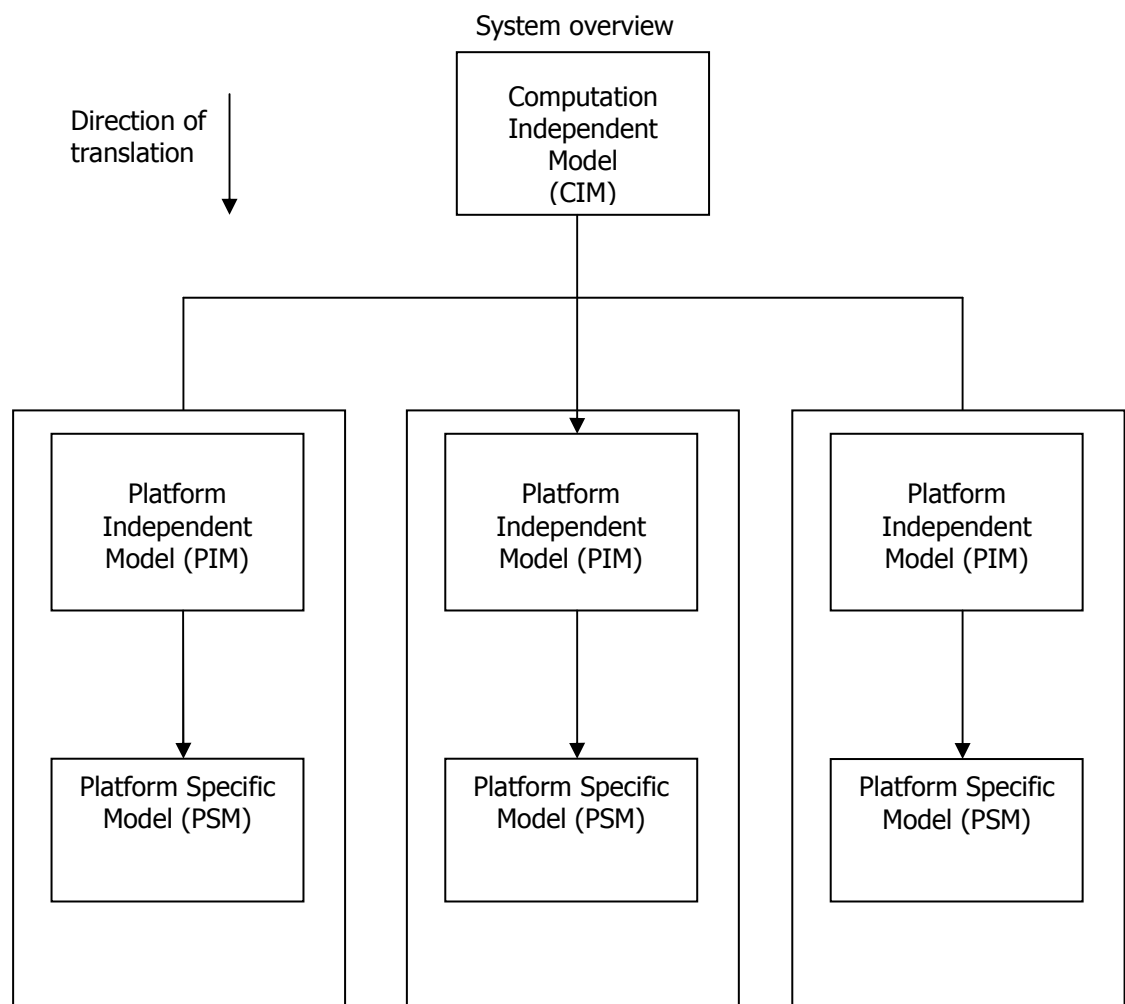 System overview
Computation
Independent
Model
(CIM)
Direction of
translation
Platform
Independent
Model (PIM)
Platform
Independent
Model (PIM)
Platform
Independent
Model (PIM)
Platform Specific
Model (PSM)
Platform Specific
Model (PSM)
Platform Specific
Model (PSM)